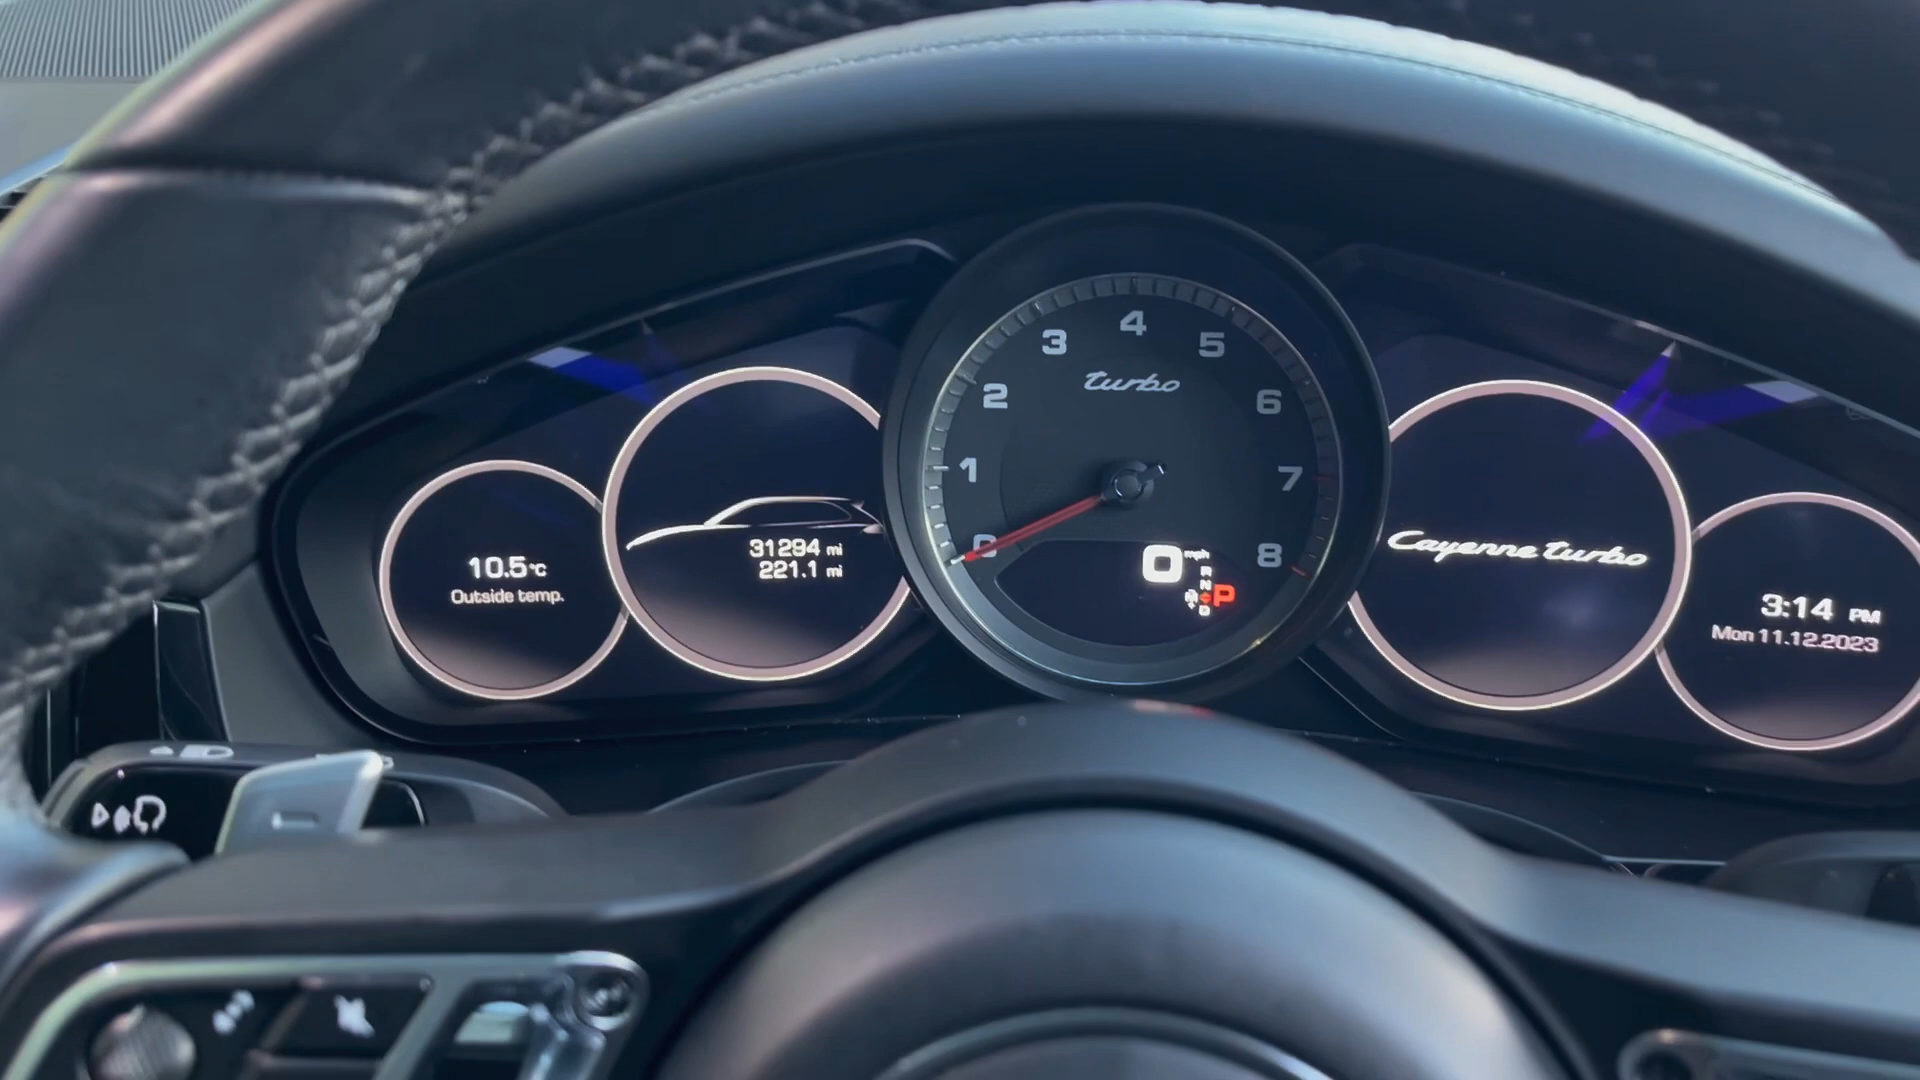 10.5°C
Outside temp.
31294 mi
221.1 mi
0
1
2
3
4
5
6
7
8
turbo
0 mph
R
N
D
M
P
Cayenne turbo
3:14 PM
Mon 11.12.2023